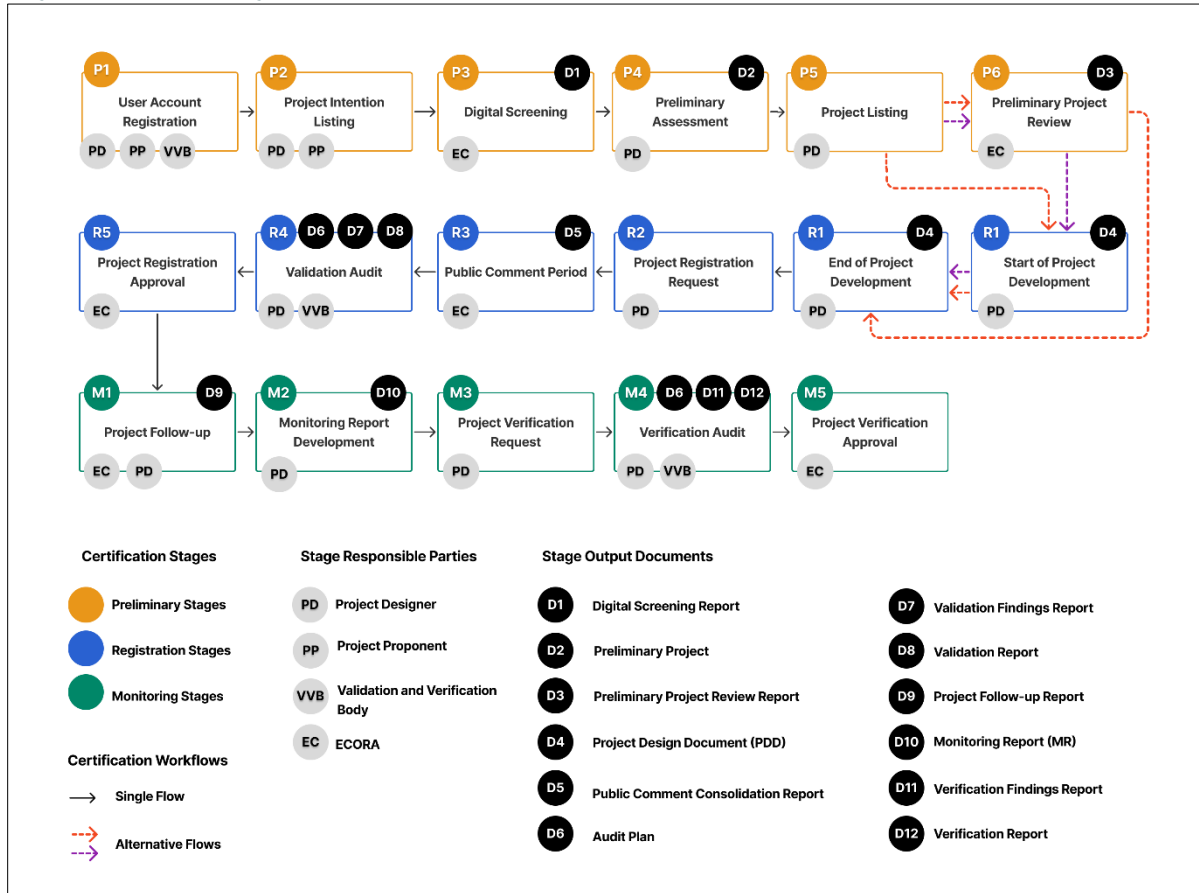 P1
User Account
Registration
PD PP VVB
P2
Project Intention
Listing
PD PP
P3 D1
Digital Screening
EC
P4 D2
Preliminary
Assessment
PD
P5
Project Listing
PD
P6 D3
Preliminary Project
Review
EC
R5
Project Registration
Approval
EC
R4 D6 D7 D8
Validation Audit
PD VVB
R3 D5
Public Comment Period
EC
R2
Project Registration
Request
PD
R1 D4
End of Project
Development
PD
R1 D4
Start of Project
Development
PD
M1 D9
Project Follow-up
EC PD
M2 D10
Monitoring Report
Development
PD
M3
Project Verification
Request
PD
M4 D6 D11 D12
Verification Audit
PD VVB
M5
Project Verification
Approval
EC
Certification Stages
Preliminary Stages
Registration Stages
Monitoring Stages
Certification Workflows
Single Flow
Alternative Flows
Stage Responsible Parties
PD Project Designer
PP Project Proponent
VVB Validation and Verification
Body
EC ECORA
Stage Output Documents
D1 Digital Screening Report
D2 Preliminary Project
D3 Preliminary Project Review Report
D4 Project Design Document (PDD)
D5 Public Comment Consolidation Report
D6 Audit Plan
D7 Validation Findings Report
D8 Validation Report
D9 Project Follow-up Report
D10 Monitoring Report (MR)
D11 Verification Findings Report
D12 Verification Report